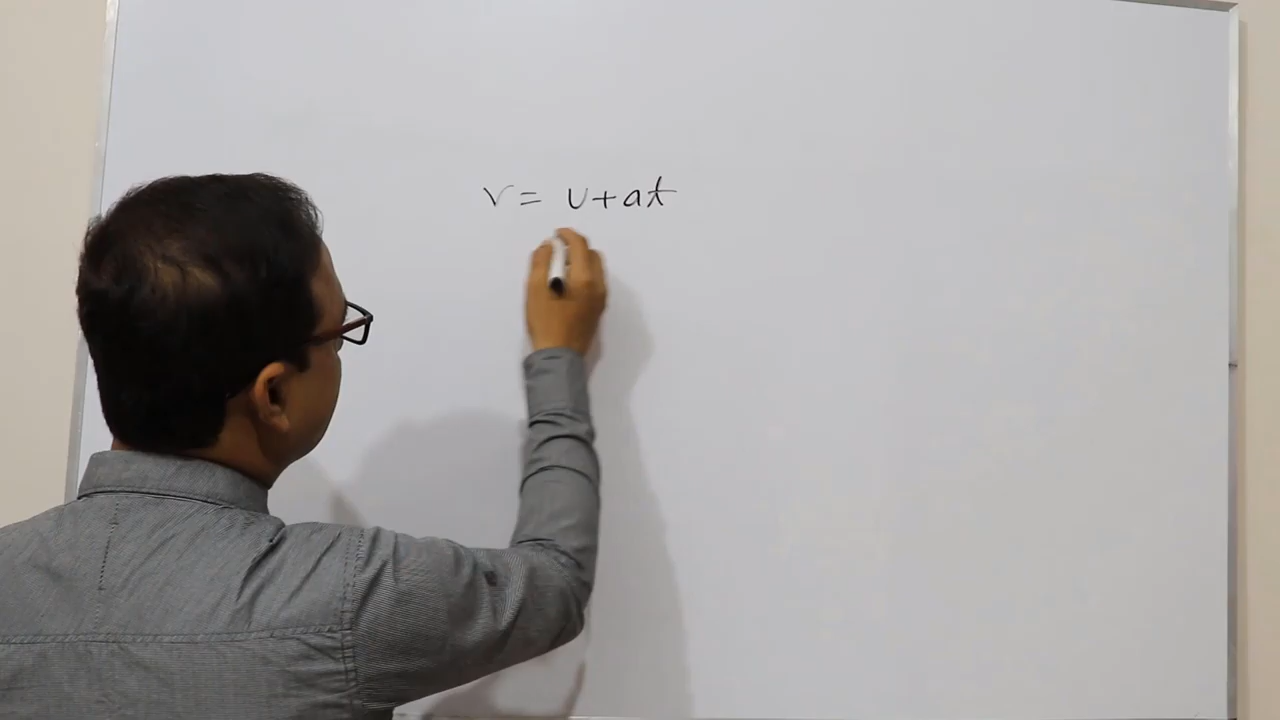 v = u+at